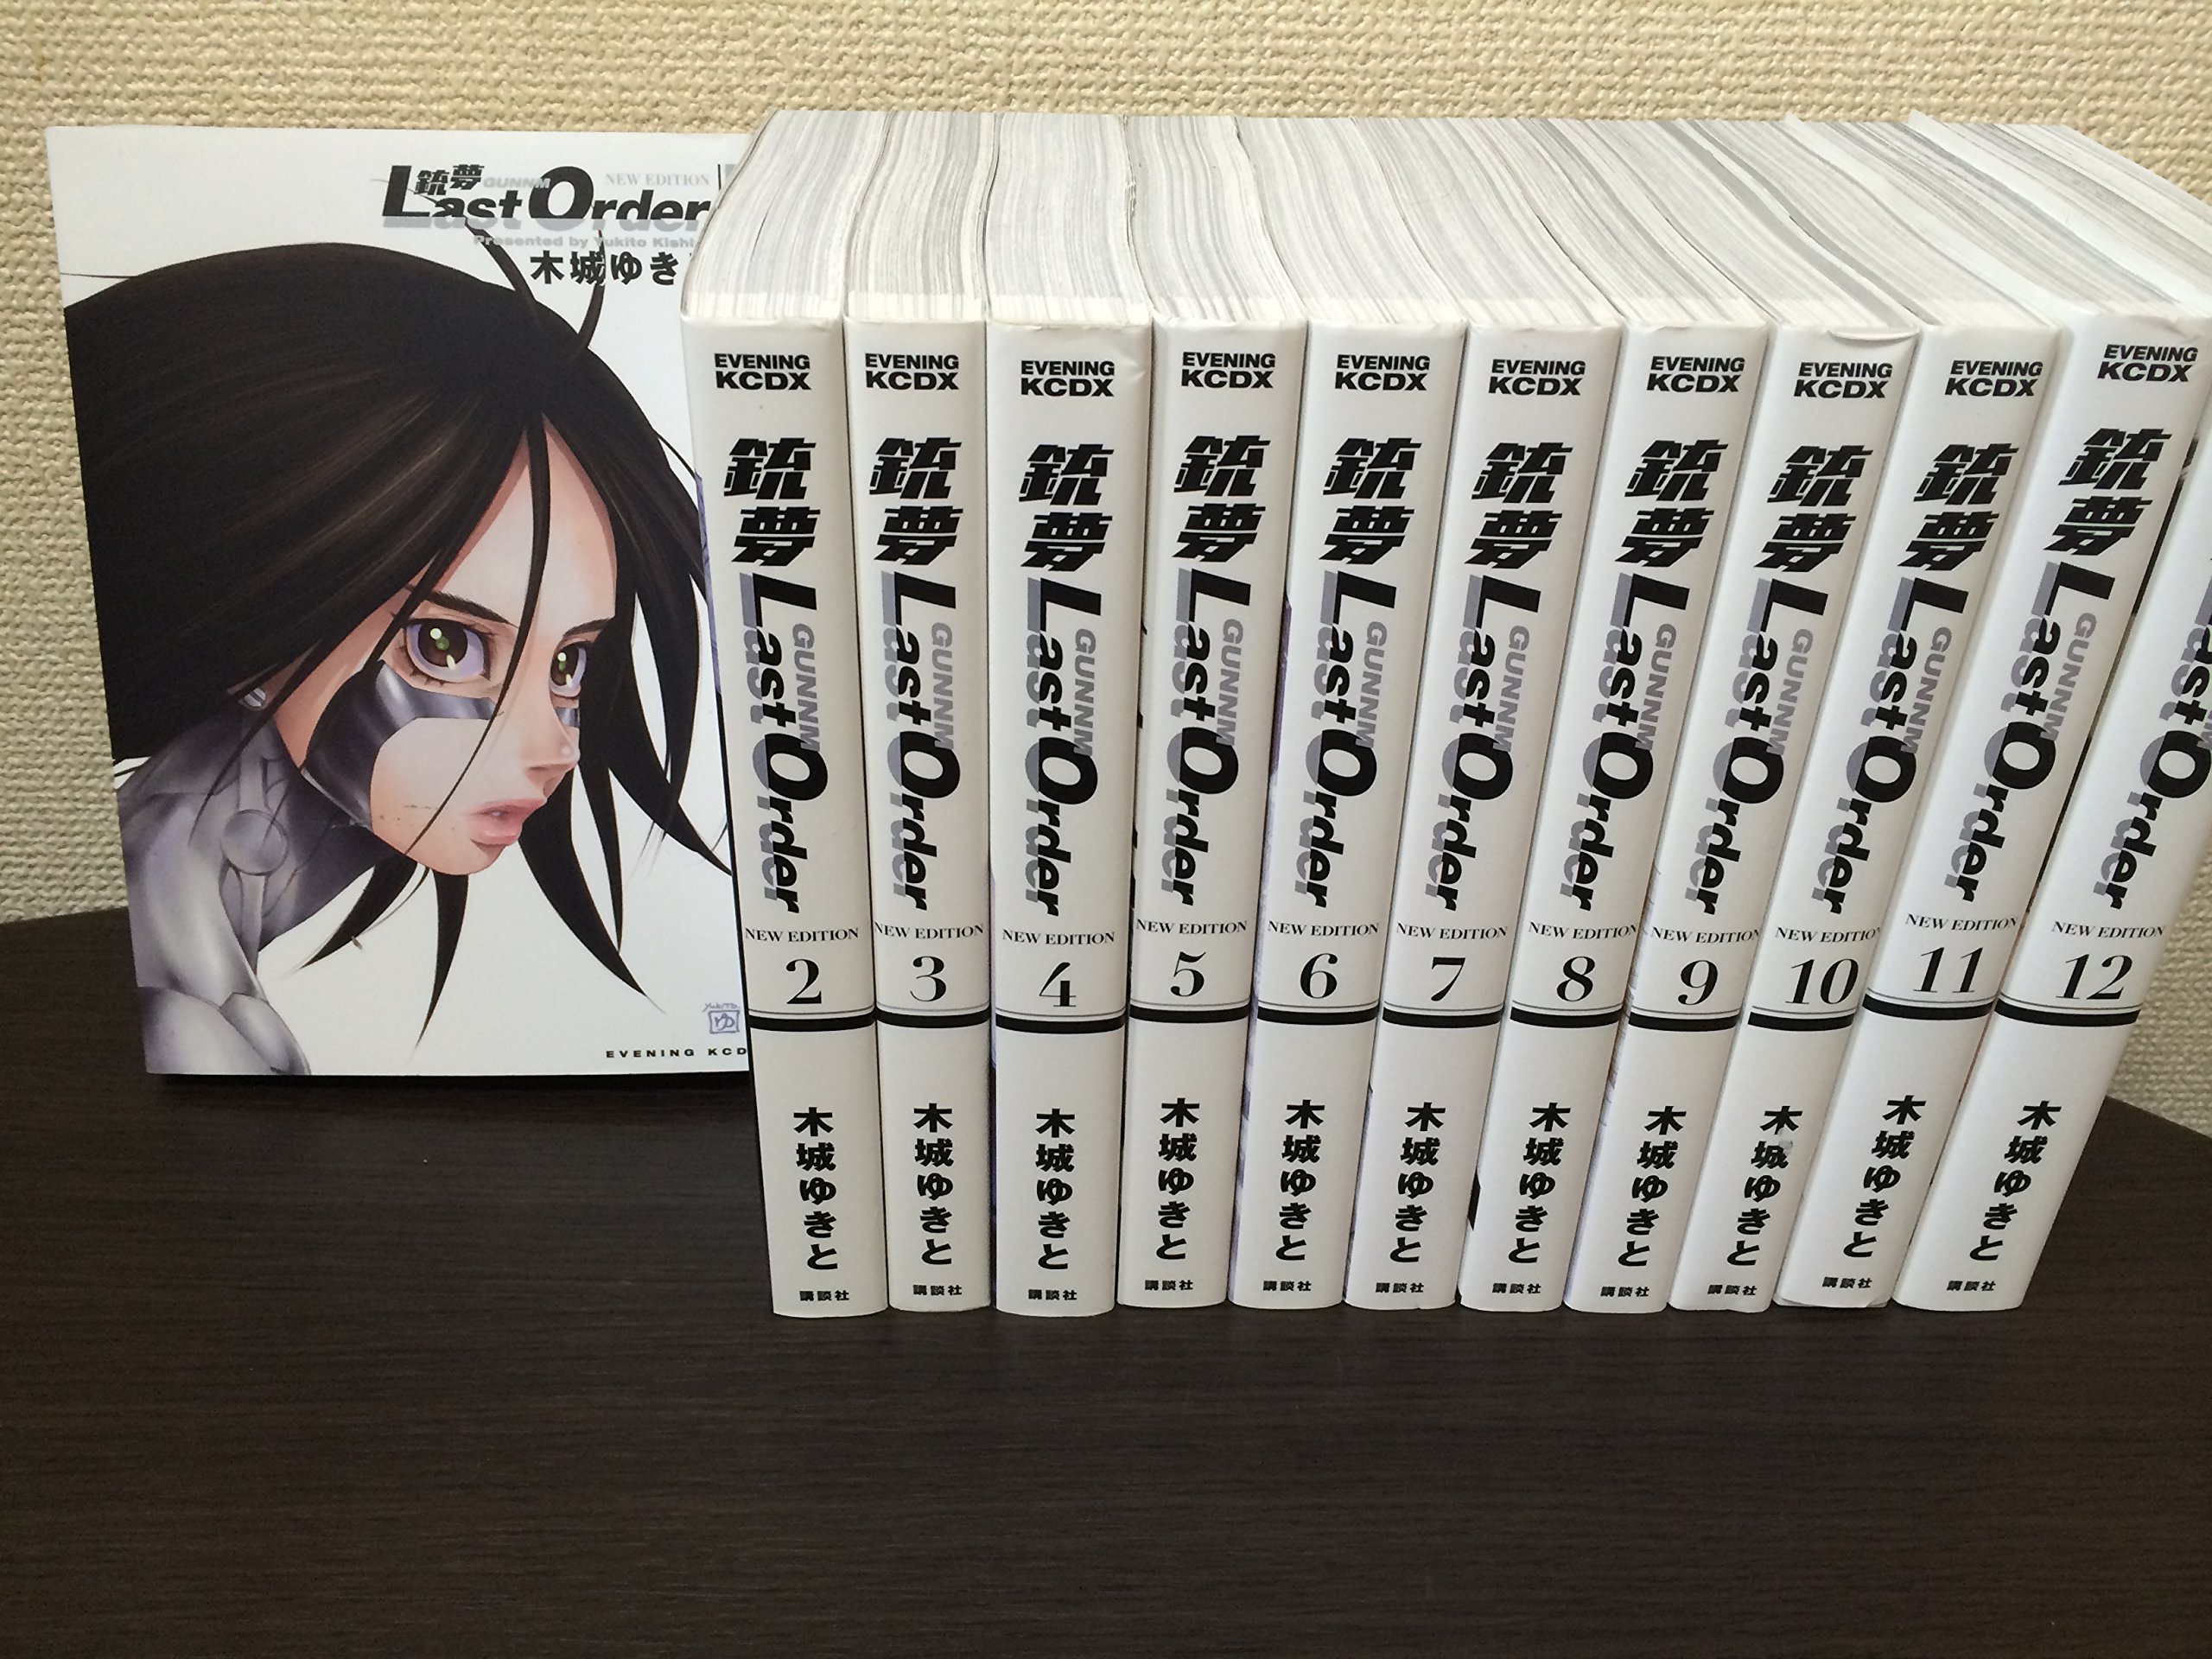 銃夢 GUNNM NEW EDITION
Last Order
Presented by Yukito Kishi
木城ゆき
Yukito
ゆ
EVENING KCD
EVENING
KCDX
銃夢 Last Order
GUNNM
NEW EDITION
2
木城ゆきと
講談社
EVENING
KCDX
銃夢 Last Order
GUNNM
NEW EDITION
3
木城ゆきと
講談社
EVENING
KCDX
銃夢 Last Order
GUNNM
NEW EDITION
4
木城ゆきと
講談社
EVENING
KCDX
銃夢 Last Order
GUNNM
NEW EDITION
5
木城ゆきと
講談社
EVENING
KCDX
銃夢 Last Order
GUNNM
NEW EDITION
6
木城ゆきと
講談社
EVENING
KCDX
銃夢 Last Order
GUNNM
NEW EDITION
7
木城ゆきと
講談社
EVENING
KCDX
銃夢 Last Order
GUNNM
NEW EDITION
8
木城ゆきと
講談社
EVENING
KCDX
銃夢 Last Order
GUNNM
NEW EDITION
9
木城ゆきと
講談社
EVENING
KCDX
銃夢 Last Order
GUNNM
NEW EDITION
10
木城ゆきと
講談社
EVENING
KCDX
銃夢 Last Order
GUNNM
NEW EDITION
11
木城ゆきと
講談社
EVENING
KCDX
銃夢 Last Order
GUNNM
NEW EDITION
12
木城ゆきと
講談社
Last Order